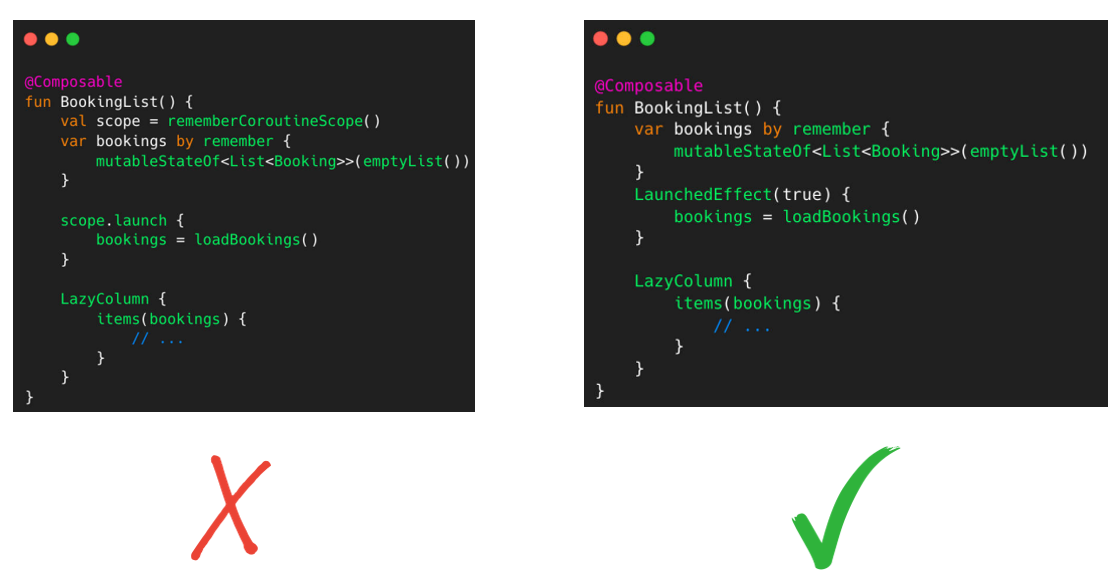 @Composable
fun BookingList() {
    val scope = rememberCoroutineScope()
    var bookings by remember {
        mutableStateOf<List<Booking>>(emptyList())
    }
    scope.launch {
        bookings = loadBookings()
    }
    LazyColumn {
        items(bookings) {
            // ...
        }
    }
}
@Composable
fun BookingList() {
    var bookings by remember {
        mutableStateOf<List<Booking>>(emptyList())
    }
    LaunchedEffect(true) {
        bookings = loadBookings()
    }
    LazyColumn {
        items(bookings) {
            // ...
        }
    }
}